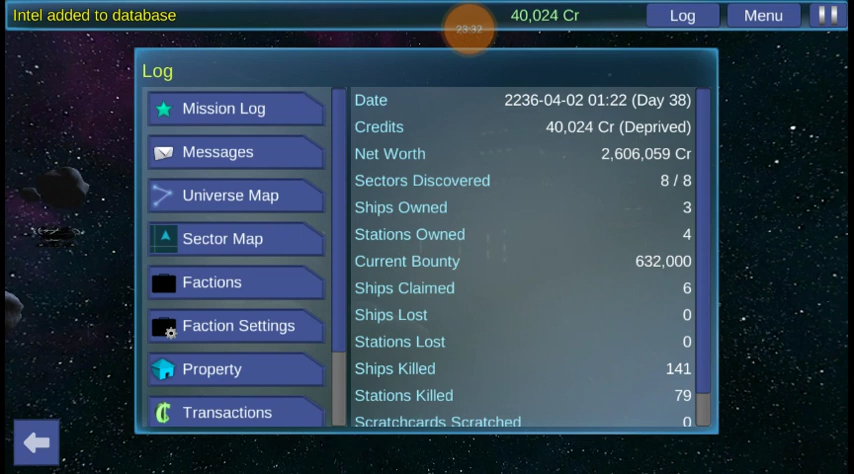 Intel added to database
40,024 Cr
Log
Menu
23:32
Log
Mission Log
Messages
Universe Map
Sector Map
Factions
Faction Settings
Property
Transactions
Date 2236-04-02 01:22 (Day 38)
Credits 40,024 Cr (Deprived)
Net Worth 2,606,059 Cr
Sectors Discovered 8 / 8
Ships Owned 3
Stations Owned 4
Current Bounty 632,000
Ships Claimed 6
Ships Lost 0
Stations Lost 0
Ships Killed 141
Stations Killed 79
Scratchcards Scratched 0